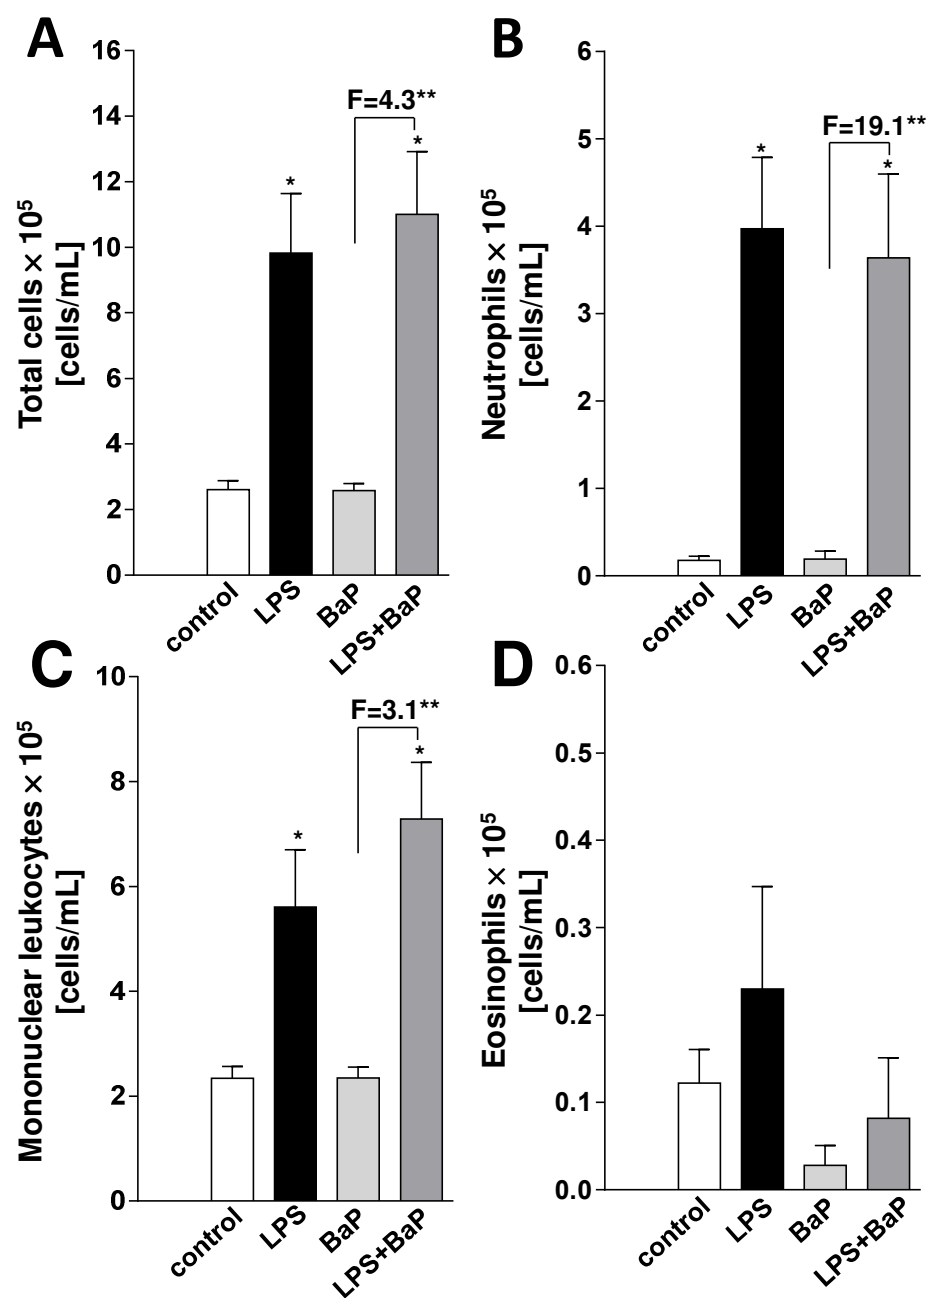 A
16
14
12
10
8
6
4
2
0
Total cells × 10⁵
[cells/mL]
F=4.3**
*
*
control
LPS
BaP
LPS+BaP
B
6
5
4
3
2
1
0
Neutrophils × 10⁵
[cells/mL]
F=19.1**
*
*
control
LPS
BaP
LPS+BaP
C
10
8
6
4
2
0
Mononuclear leukocytes × 10⁵
[cells/mL]
F=3.1**
*
*
control
LPS
BaP
LPS+BaP
D
0.6
0.5
0.4
0.3
0.2
0.1
0.0
Eosinophils × 10⁵
[cells/mL]
control
LPS
BaP
LPS+BaP